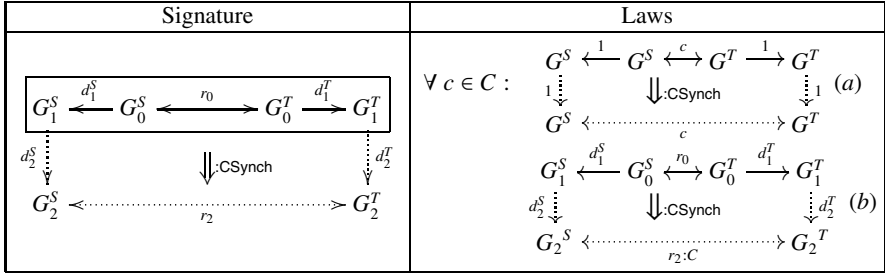 Signature
Laws
∀ c ∈ C :
G^S 1 G^S c G^T 1 G^T
1 ⇓:CSynch 1 (a)
G^S c G^T
G_1^S d_1^S G_0^S r_0 G_0^T d_1^T G_1^T
d_2^S ⇓:CSynch d_2^T
G_2^S r_2 G_2^T
G_1^S d_1^S G_0^S r_0 G_0^T d_1^T G_1^T
d_2^S ⇓:CSynch d_2^T (b)
G_2^S r_2:C G_2^T